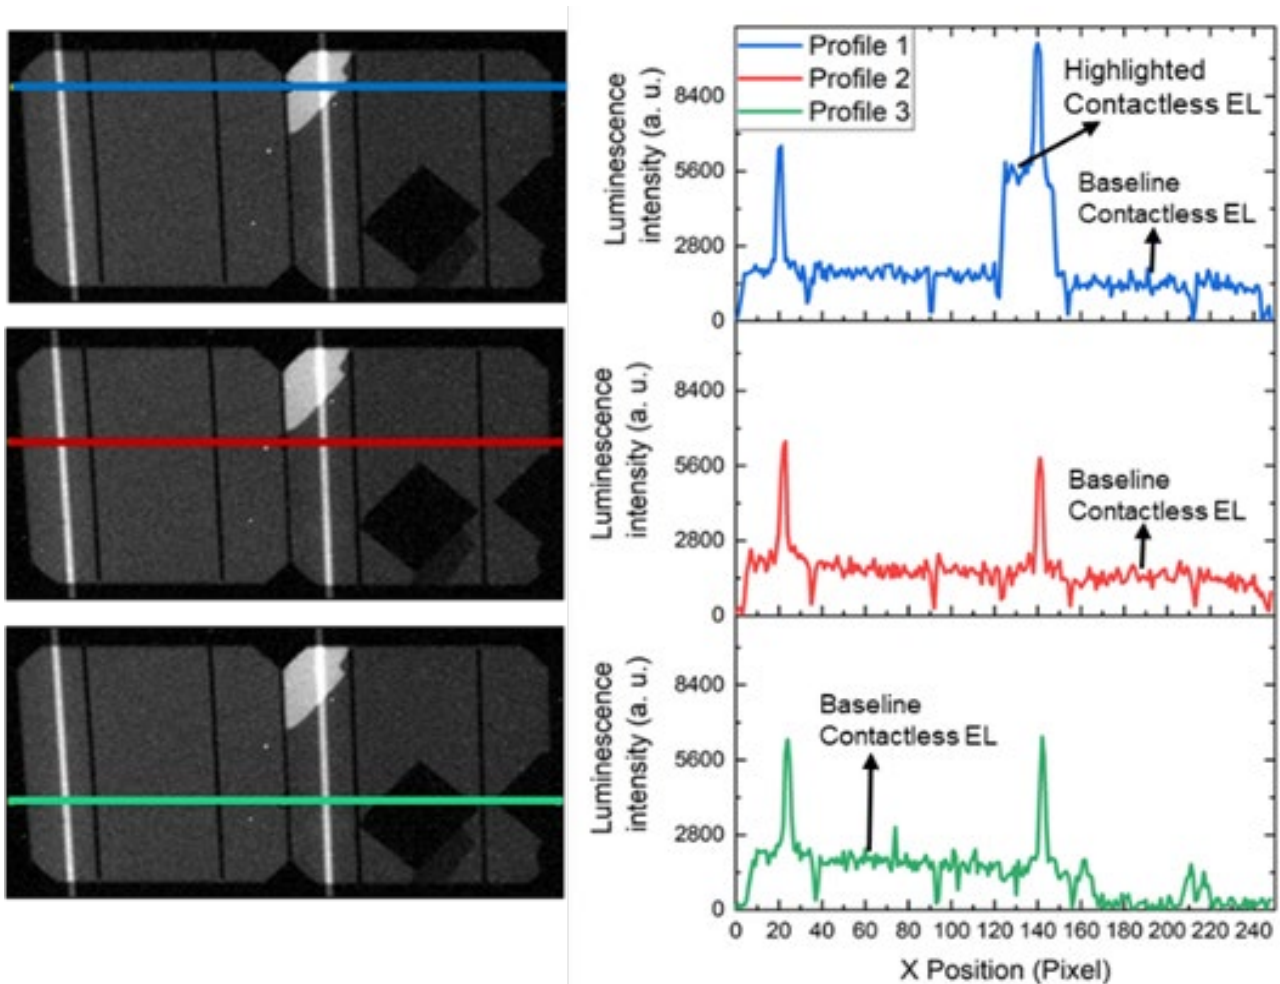 Profile 1
Profile 2
Profile 3
Highlighted
Contactless EL
Baseline
Contactless EL
Luminescence
intensity (a. u.)
8400
5600
2800
0
Baseline
Contactless EL
Luminescence
intensity (a. u.)
8400
5600
2800
0
Baseline
Contactless EL
Luminescence
intensity (a. u.)
8400
5600
2800
0
0 20 40 60 80 100 120 140 160 180 200 220 240
X Position (Pixel)